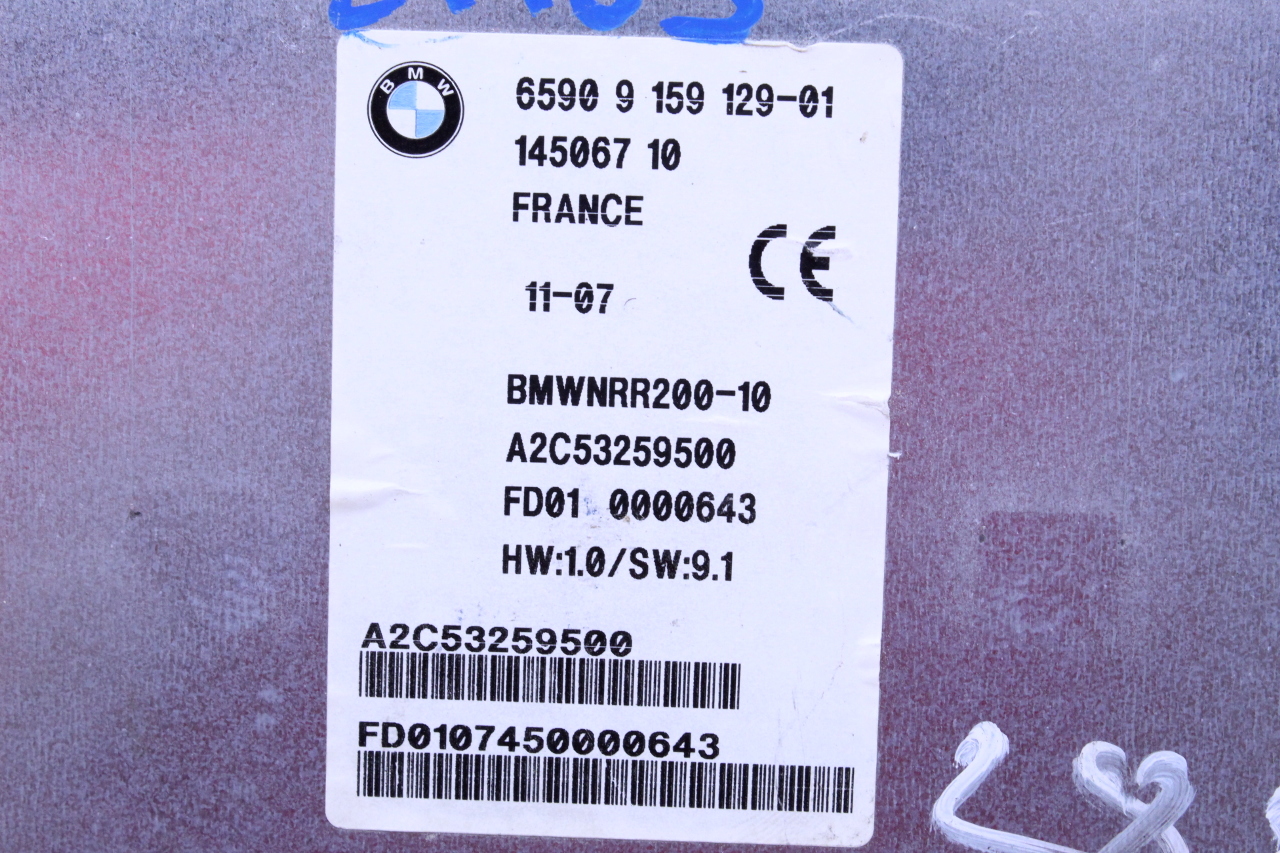 BMW
6590 9 159 129-01
145067 10
FRANCE
CE
11-07
BMWNRR200-10
A2C53259500
FD01 0000643
HW:1.0/SW:9.1
A2C53259500
FD0107450000643